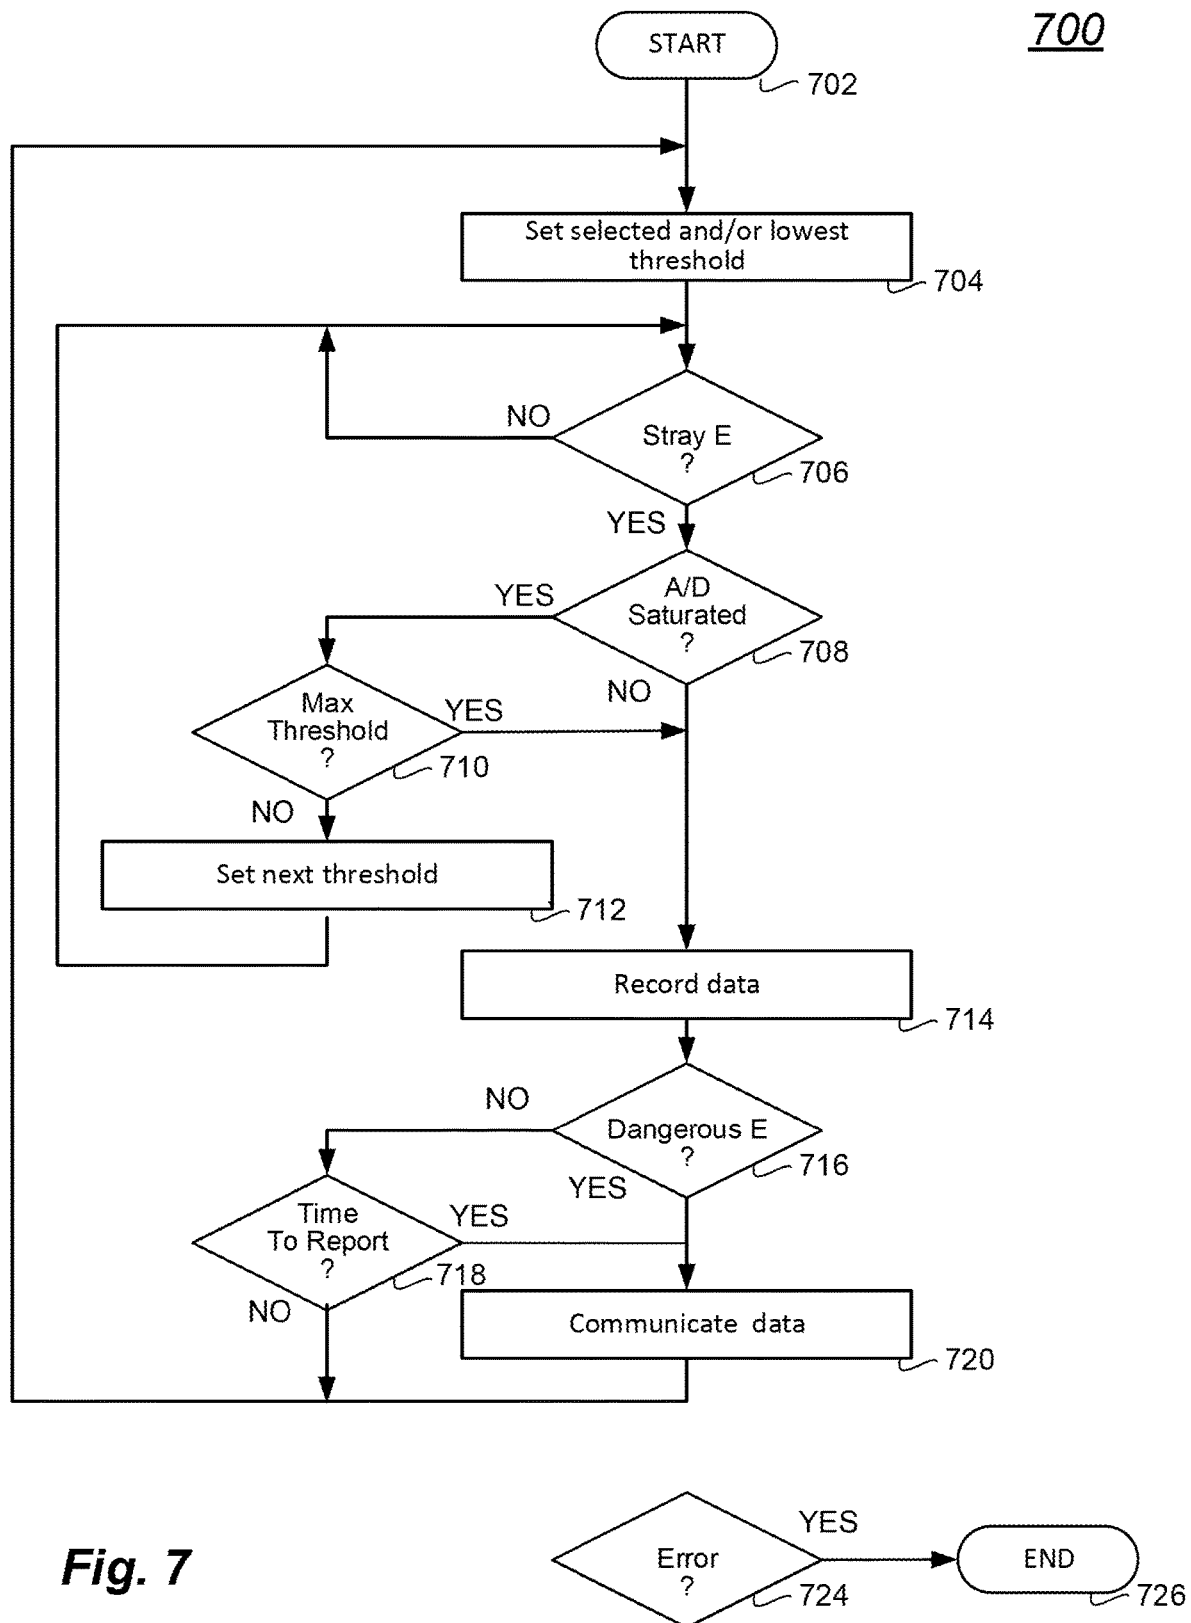 700
START
702
Set selected and/or lowest
threshold
704
NO
Stray E
?
706
YES
YES
A/D
Saturated
?
708
NO
Max
Threshold
?
YES
710
NO
Set next threshold
712
Record data
714
NO
Dangerous E
?
716
YES
Time
To Report
?
YES
718
NO
Communicate data
720
Error
?
YES
724
END
726
Fig. 7